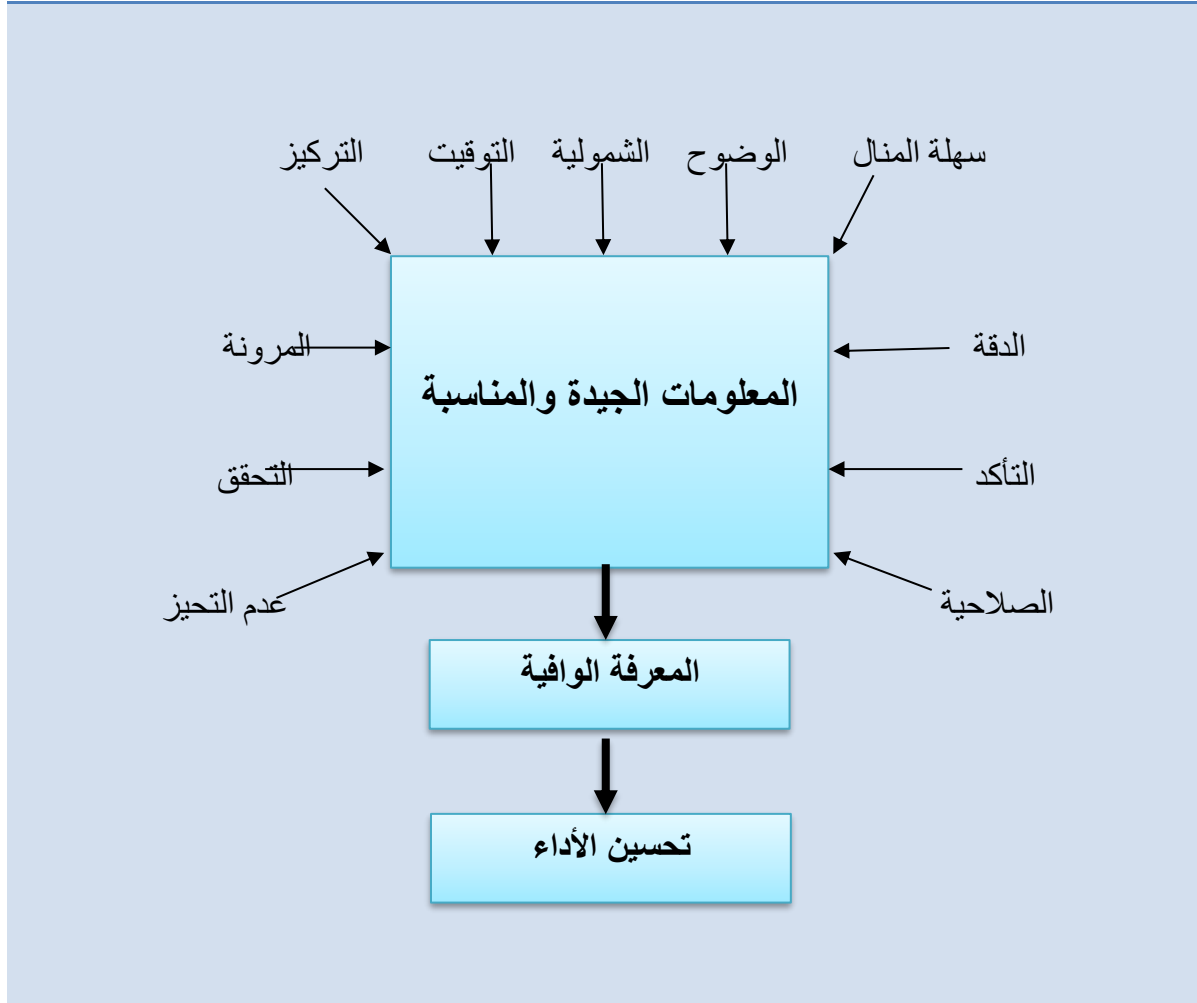 سهلة المنال الوضوح الشمولية التوقيت التركيز
الدقة
المرونة
المعلومات الجيدة والمناسبة
التأكد
التحقق
الصلاحية
عدم التحيز
المعرفة الوافية
تحسين الأداء